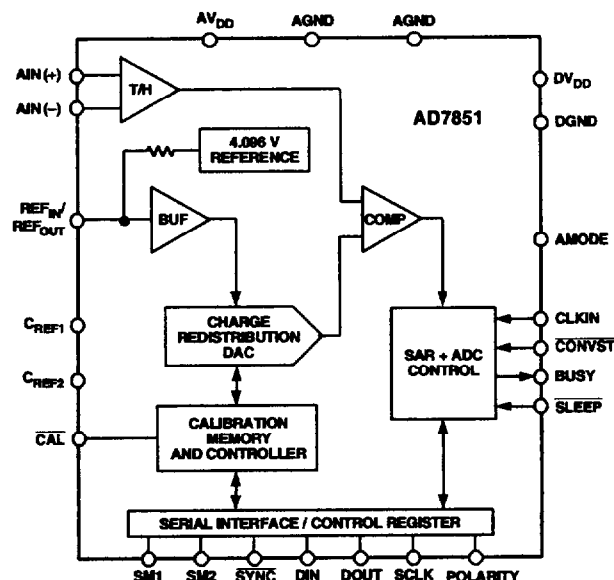 AVDD
AGND
AGND
AIN(+)
AIN(–)
T/H
DVDD
AD7851
DGND
4.096 V
REFERENCE
REFIN/
REFOUT
BUF
COMP
AMODE
CREF1
CHARGE
REDISTRIBUTION
DAC
CLKIN
CONVST
SAR + ADC
CONTROL
BUSY
CREF2
SLEEP
CALIBRATION
MEMORY
AND CONTROLLER
CAL
SERIAL INTERFACE / CONTROL REGISTER
SM1 SM2 SYNC DIN DOUT SCLK POLARITY